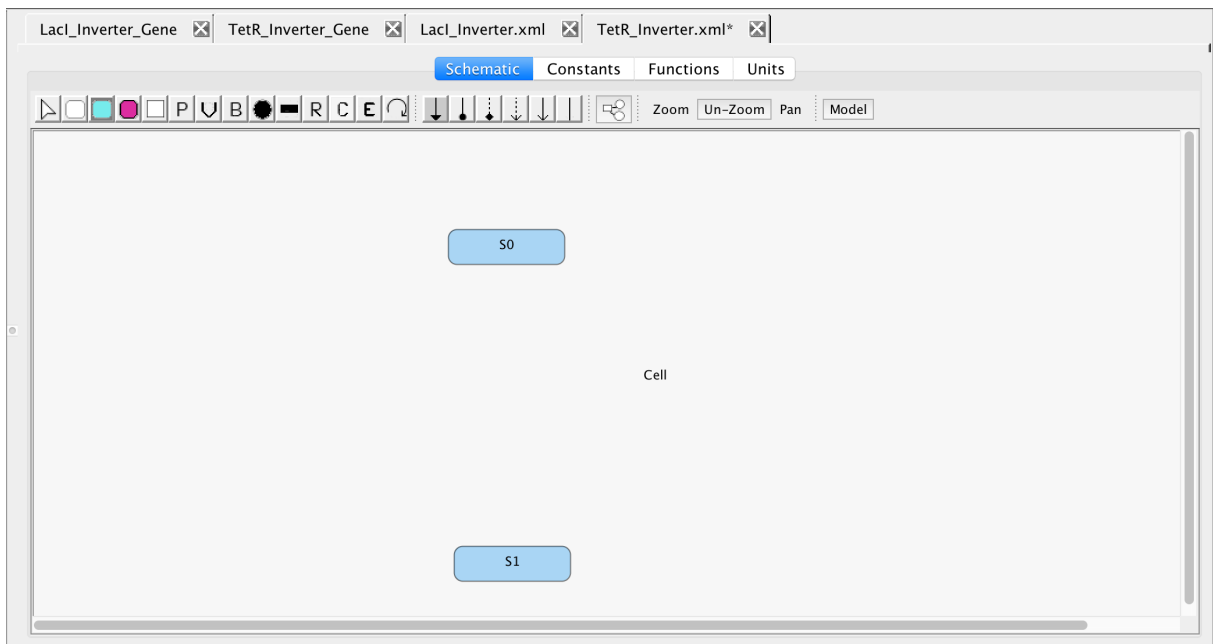 LacI_Inverter_Gene TetR_Inverter_Gene LacI_Inverter.xml TetR_Inverter.xml*
Schematic Constants Functions Units
P V B R C E Zoom Un-Zoom Pan Model
S0
Cell
S1